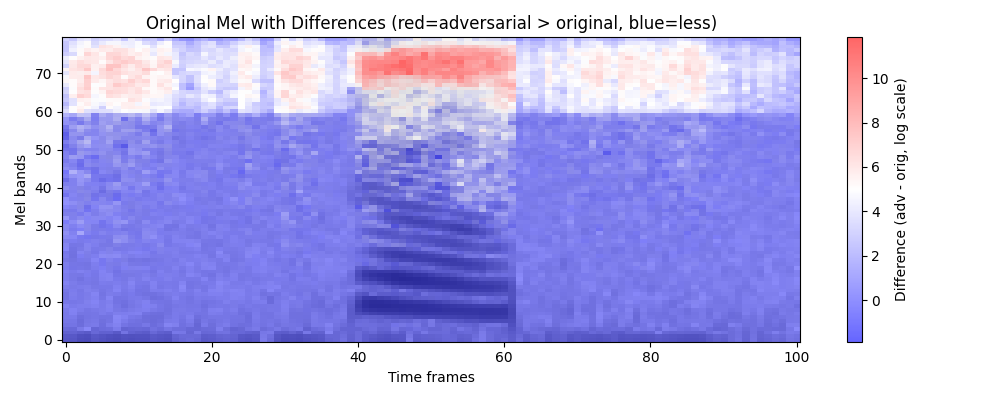 Original Mel with Differences (red=adversarial > original, blue=less)
70
60
50
40
30
20
10
0
Mel bands
0 20 40 60 80 100
Time frames
10
8
6
4
2
0
Difference (adv - orig, log scale)